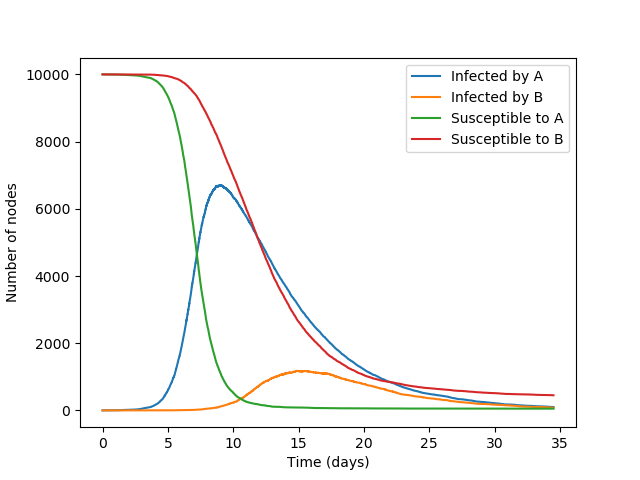 Infected by A
Infected by B
Susceptible to A
Susceptible to B
Number of nodes
10000
8000
6000
4000
2000
0
0 5 10 15 20 25 30 35
Time (days)